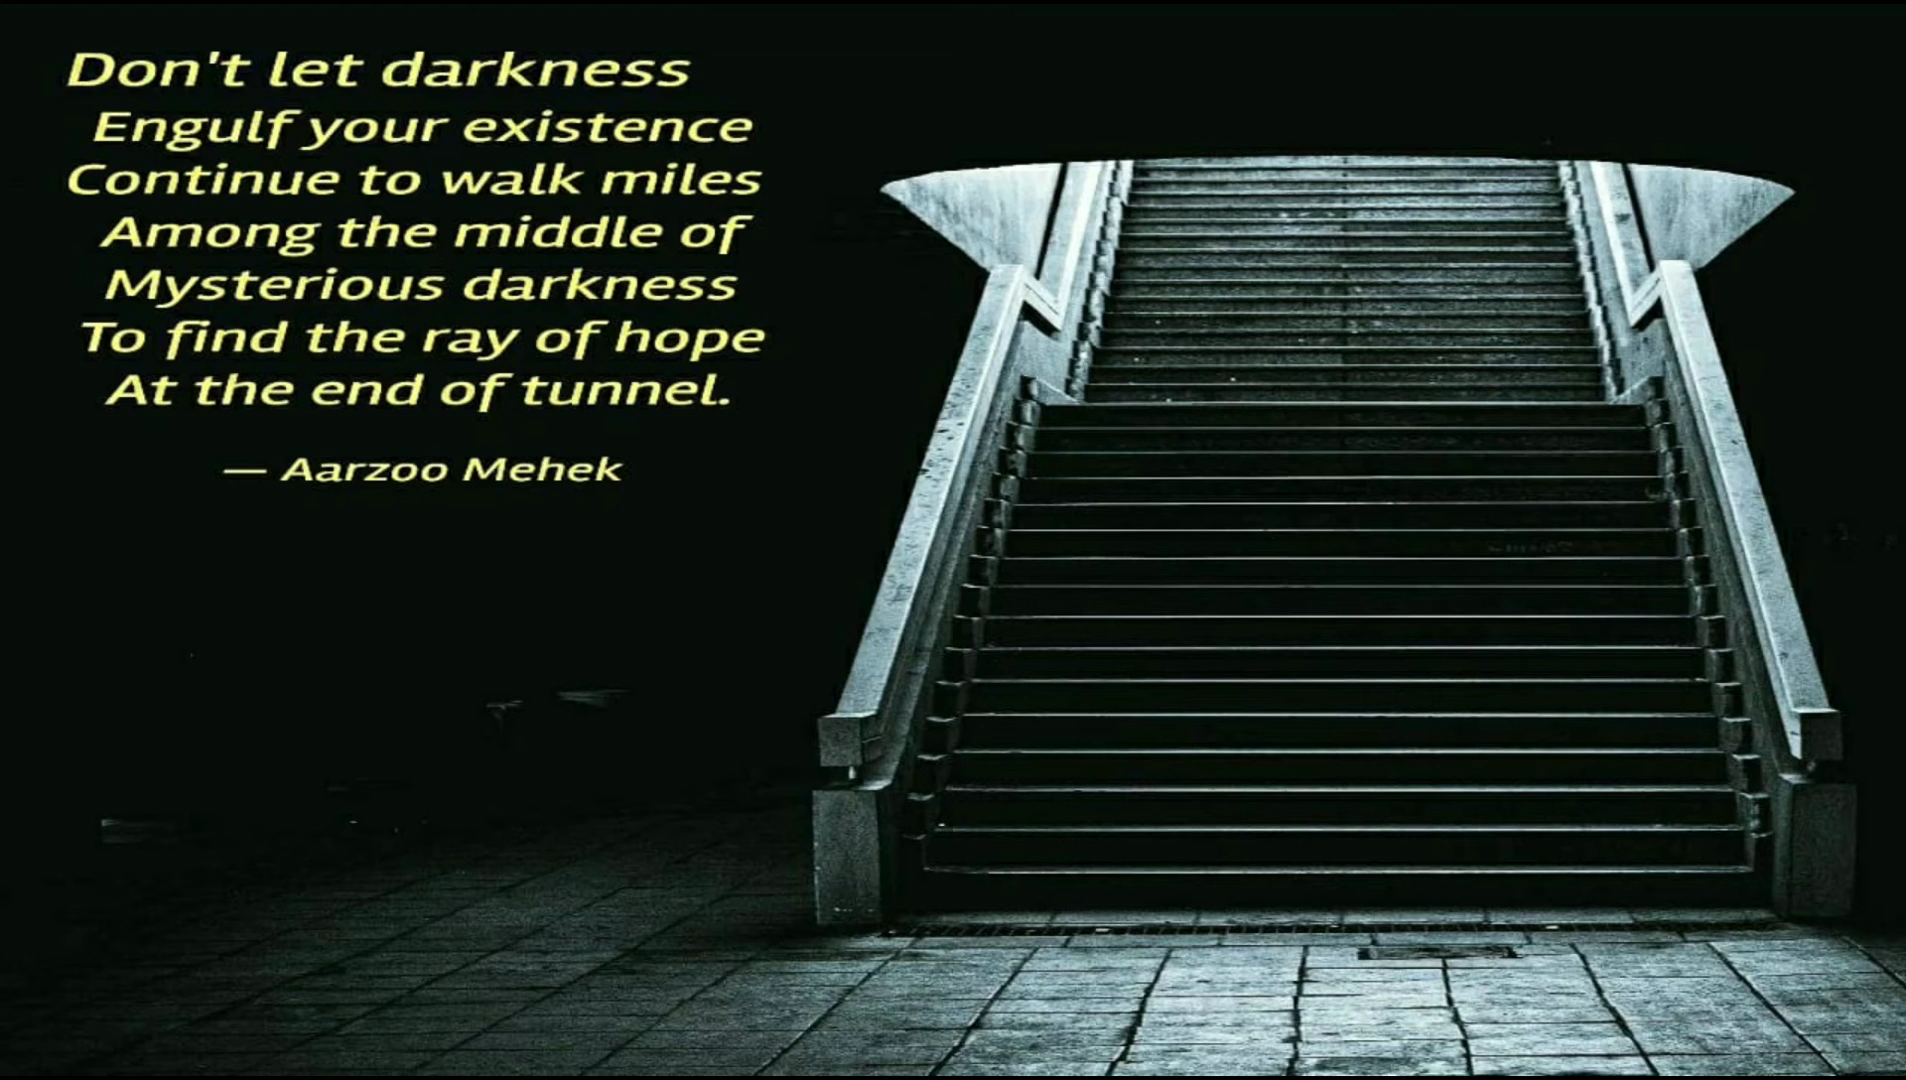 Don't let darkness
Engulf your existence
Continue to walk miles
Among the middle of
Mysterious darkness
To find the ray of hope
At the end of tunnel.
— Aarzoo Mehek